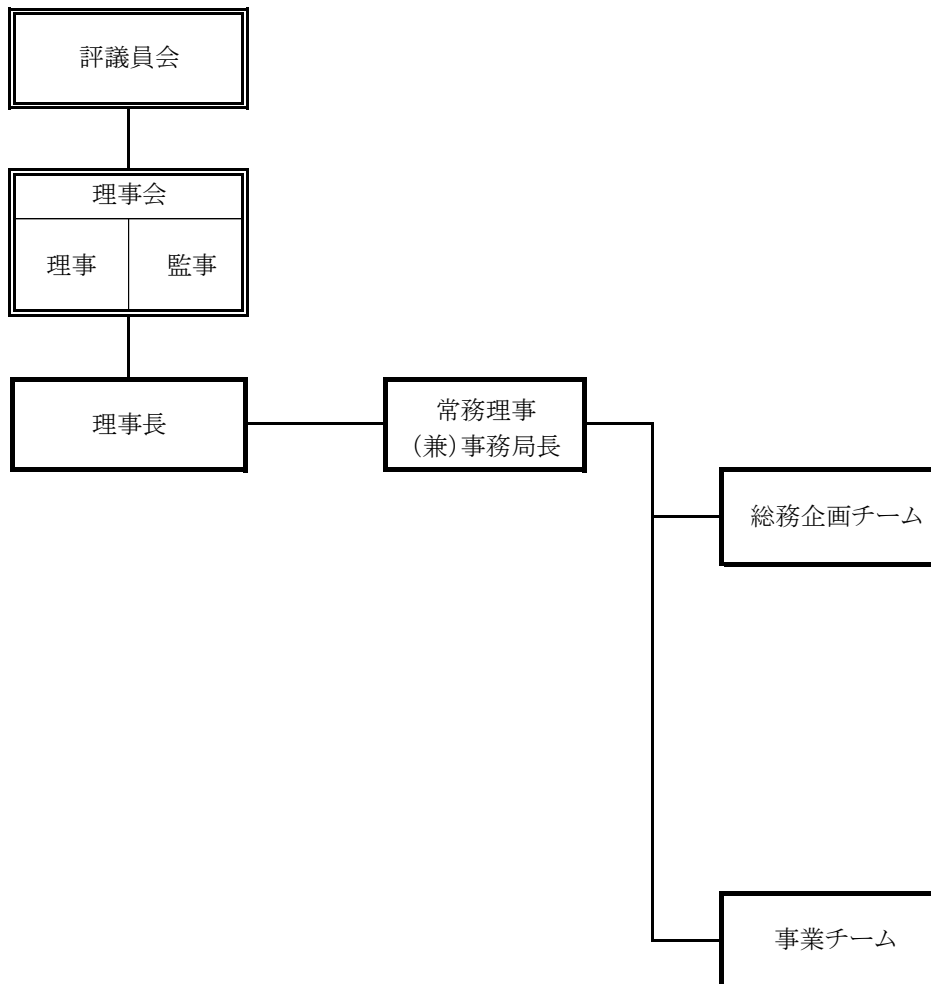 評議員会
理事会
理事
監事
理事長
常務理事
（兼）事務局長
総務企画チーム
事業チーム